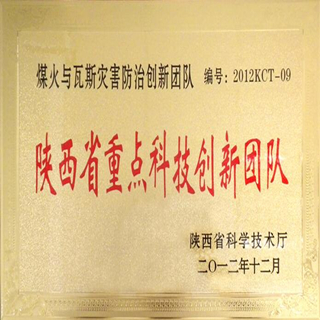 煤火与瓦斯灾害防治创新团队 编号:2012KCT-09
陕西省重点科技创新团队
陕西省科学技术厅
二〇一二年十二月